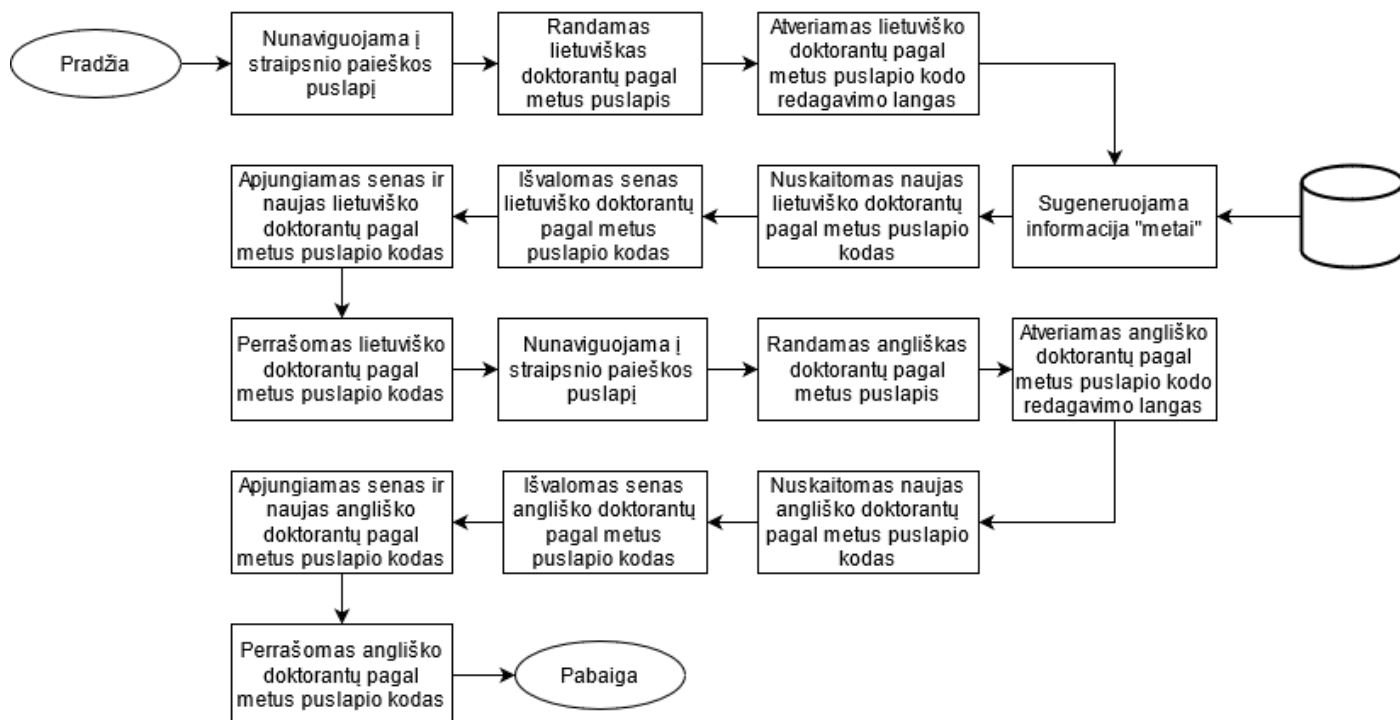 Pradžia
Nunaviguojama į
straipsnio paieškos
puslapį
Randamas
lietuviškas
doktorantų pagal
metus puslapis
Atveriamas lietuviško
doktorantų pagal
metus puslapio kodo
redagavimo langas
Sugeneruojama
informacija "metai"
Nuskaitomas naujas
lietuviško doktorantų
pagal metus puslapio
kodas
Išvalomas senas
lietuviško doktorantų
pagal metus
puslapio kodas
Apjungiamas senas ir
naujas lietuviško
doktorantų pagal
metus puslapio kodas
Perrašomas lietuviško
doktorantų pagal
metus puslapio kodas
Nunaviguojama į
straipsnio paieškos
puslapį
Randamas angliškas
doktorantų pagal
metus puslapis
Atveriamas angliško
doktorantų pagal
metus puslapio kodo
redagavimo langas
Nuskaitomas naujas
angliško doktorantų
pagal metus puslapio
kodas
Išvalomas senas
angliško doktorantų
pagal metus
puslapio kodas
Apjungiamas senas ir
naujas angliško
doktorantų pagal
metus puslapio kodas
Perrašomas angliško
doktorantų pagal
metus puslapio kodas
Pabaiga